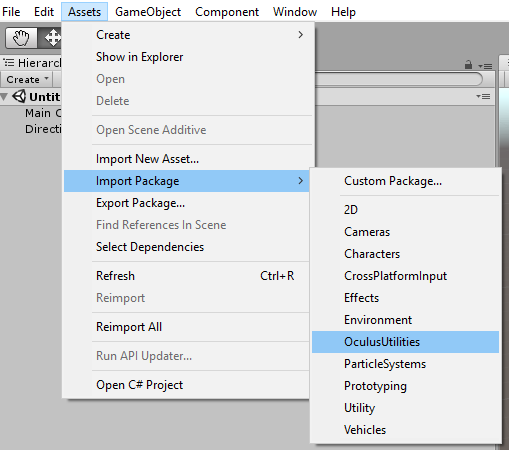 File Edit Assets GameObject Component Window Help
Create
Show in Explorer
Hierarch
Create
Open
Untit
Delete
Main C
Directi
Open Scene Additive
Import New Asset...
Import Package
Custom Package...
Export Package...
2D
Find References In Scene
Cameras
Select Dependencies
Characters
Refresh Ctrl+R
CrossPlatformInput
Reimport
Effects
Reimport All
Environment
OculusUtilities
Run API Updater...
ParticleSystems
Open C# Project
Prototyping
Utility
Vehicles